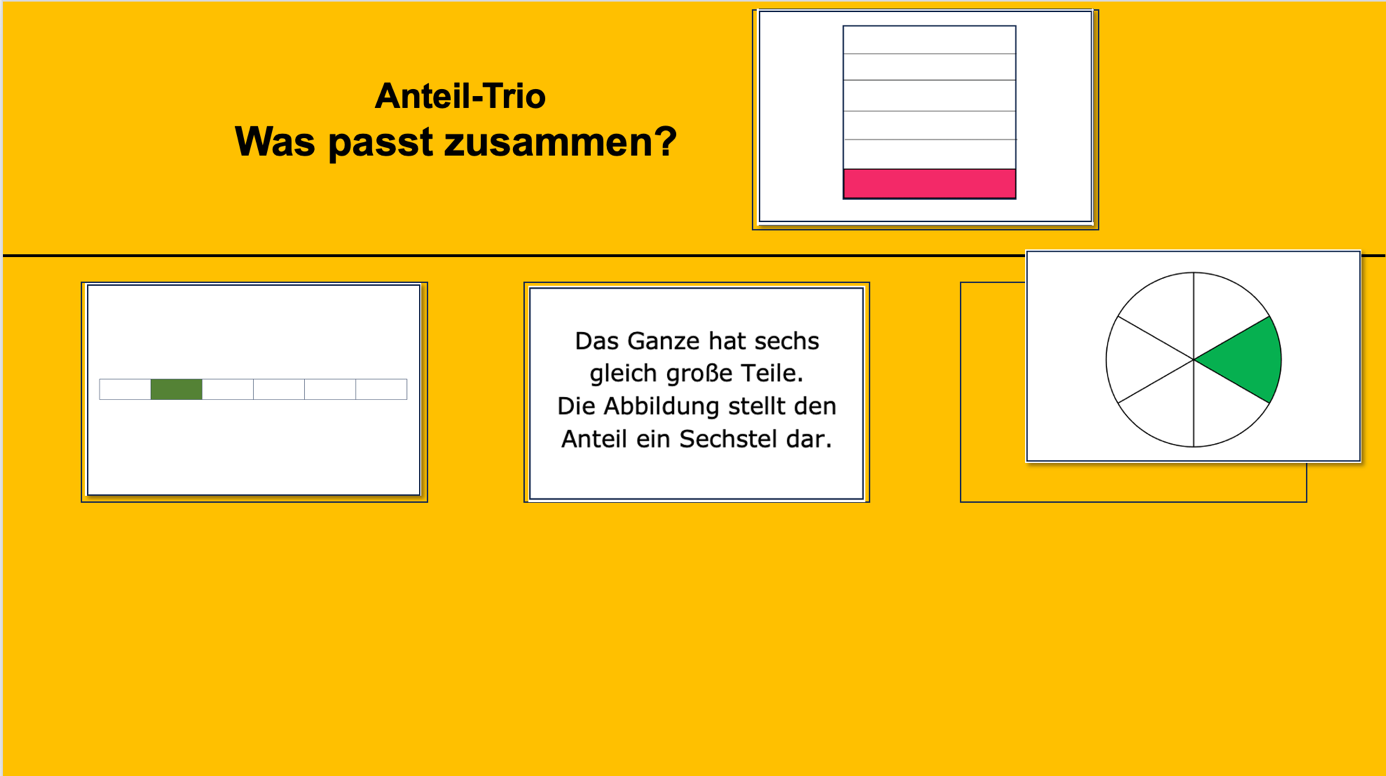 Anteil-Trio
Was passt zusammen?
Das Ganze hat sechs
gleich große Teile.
Die Abbildung stellt den
Anteil ein Sechstel dar.